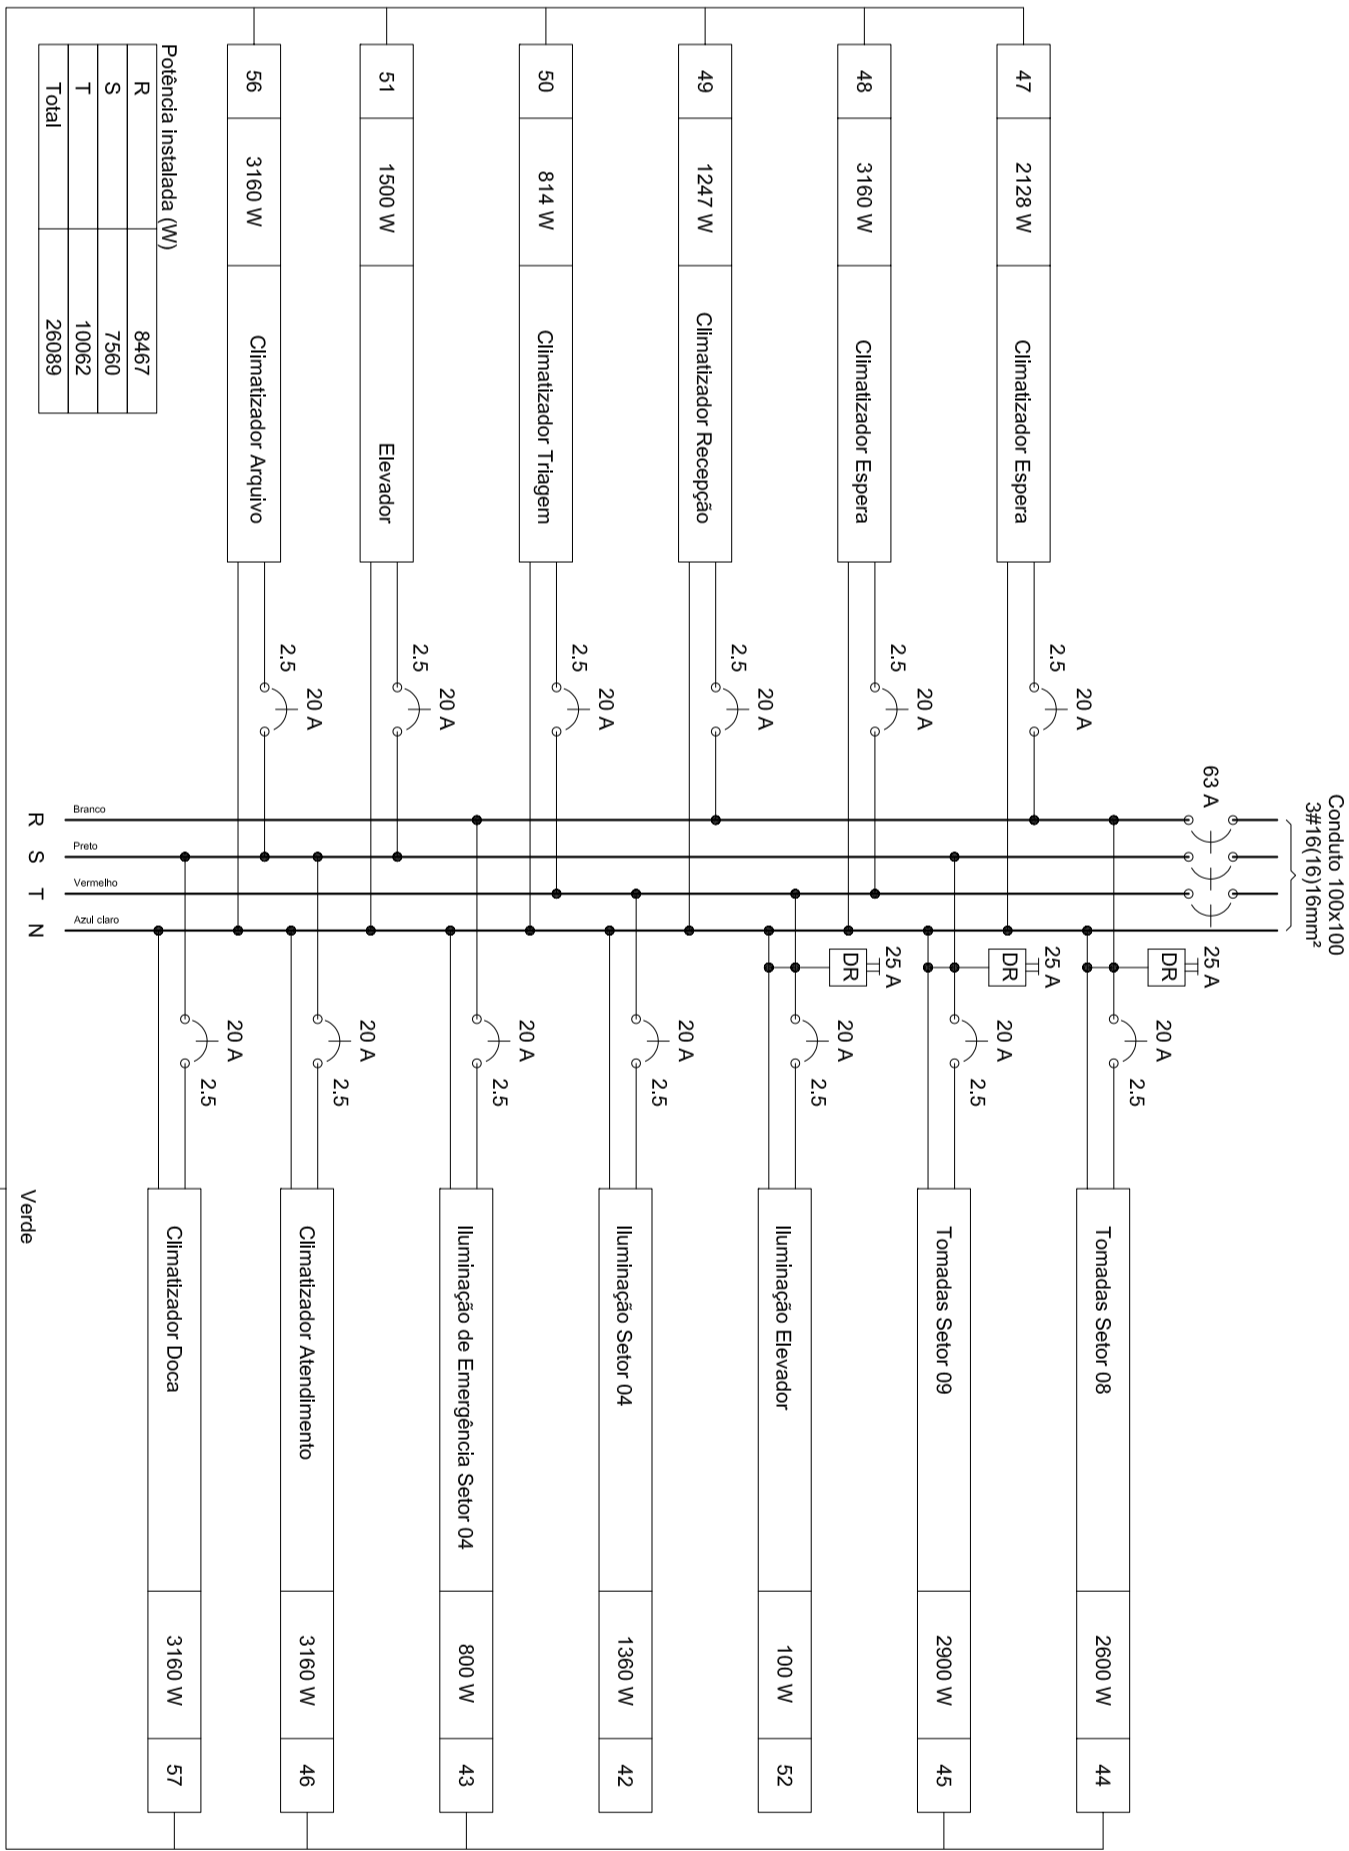 Conduto 100x100
3#16(16)16mm²
63 A
25 A
DR
20 A
2.5
Tomadas Setor 08
2600 W
44
47
2128 W
Climatizador Espera
2.5
20 A
25 A
DR
20 A
2.5
Tomadas Setor 09
2900 W
45
48
3160 W
Climatizador Espera
2.5
20 A
25 A
DR
20 A
2.5
Iluminação Elevador
100 W
52
49
1247 W
Climatizador Recepção
2.5
20 A
20 A
2.5
Iluminação Setor 04
1360 W
42
50
814 W
Climatizador Triagem
2.5
20 A
20 A
2.5
Iluminação de Emergência Setor 04
800 W
43
51
1500 W
Elevador
2.5
20 A
20 A
2.5
Climatizador Atendimento
3160 W
46
56
3160 W
Climatizador Arquivo
2.5
20 A
20 A
2.5
Climatizador Doca
3160 W
57
Potência instalada (W)
R 8467
S 7560
T 10062
Total 26089
R Branco
S Preto
T Vermelho
N Azul claro
Verde